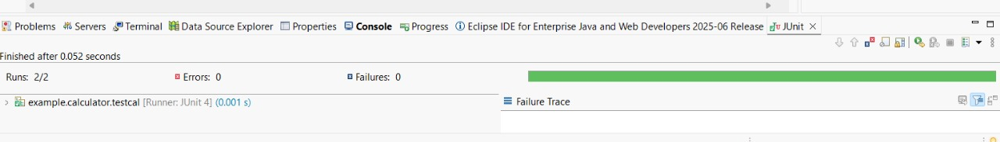 Problems Servers Terminal Data Source Explorer Properties Console Progress Eclipse IDE for Enterprise Java and Web Developers 2025-06 Release JUnit
Finished after 0.052 seconds
Runs: 2/2 Errors: 0 Failures: 0
example.calculator.testcal [Runner: JUnit 4] (0.001 s) Failure Trace